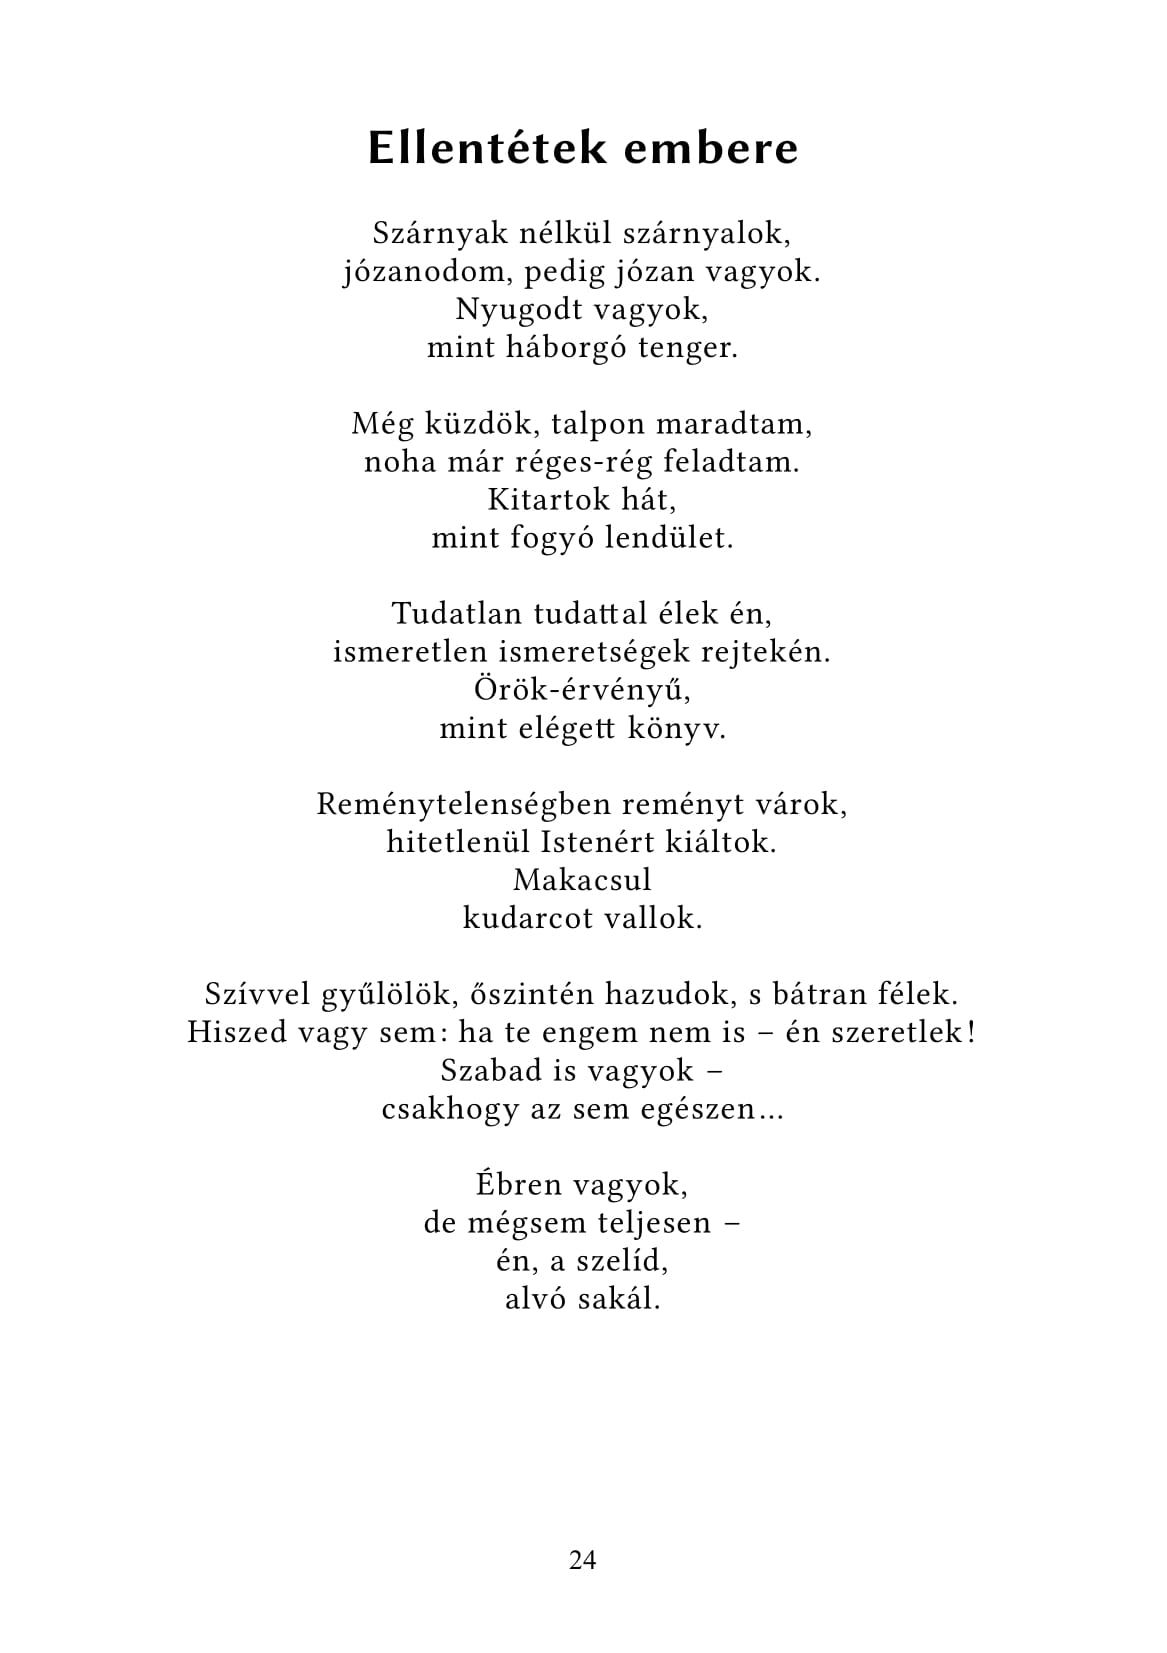 Ellentétek embere
Szárnyak nélkül szárnyalok,
józanodom, pedig józan vagyok.
Nyugodt vagyok,
mint háborgó tenger.
Még küzdök, talpon maradtam,
noha már réges-rég feladtam.
Kitartok hát,
mint fogyó lendület.
Tudatlan tudattal élek én,
ismeretlen ismeretségek rejtekén.
Örök-érvényű,
mint elégett könyv.
Reménytelenségben reményt várok,
hitetlenül Istenért kiáltok.
Makacsul
kudarcot vallok.
Szívvel gyűlölök, őszintén hazudok, s bátran félek.
Hiszed vagy sem: ha te engem nem is – én szeretlek!
Szabad is vagyok –
csakhogy az sem egészen…
Ébren vagyok,
de mégsem teljesen –
én, a szelíd,
alvó sakál.
24